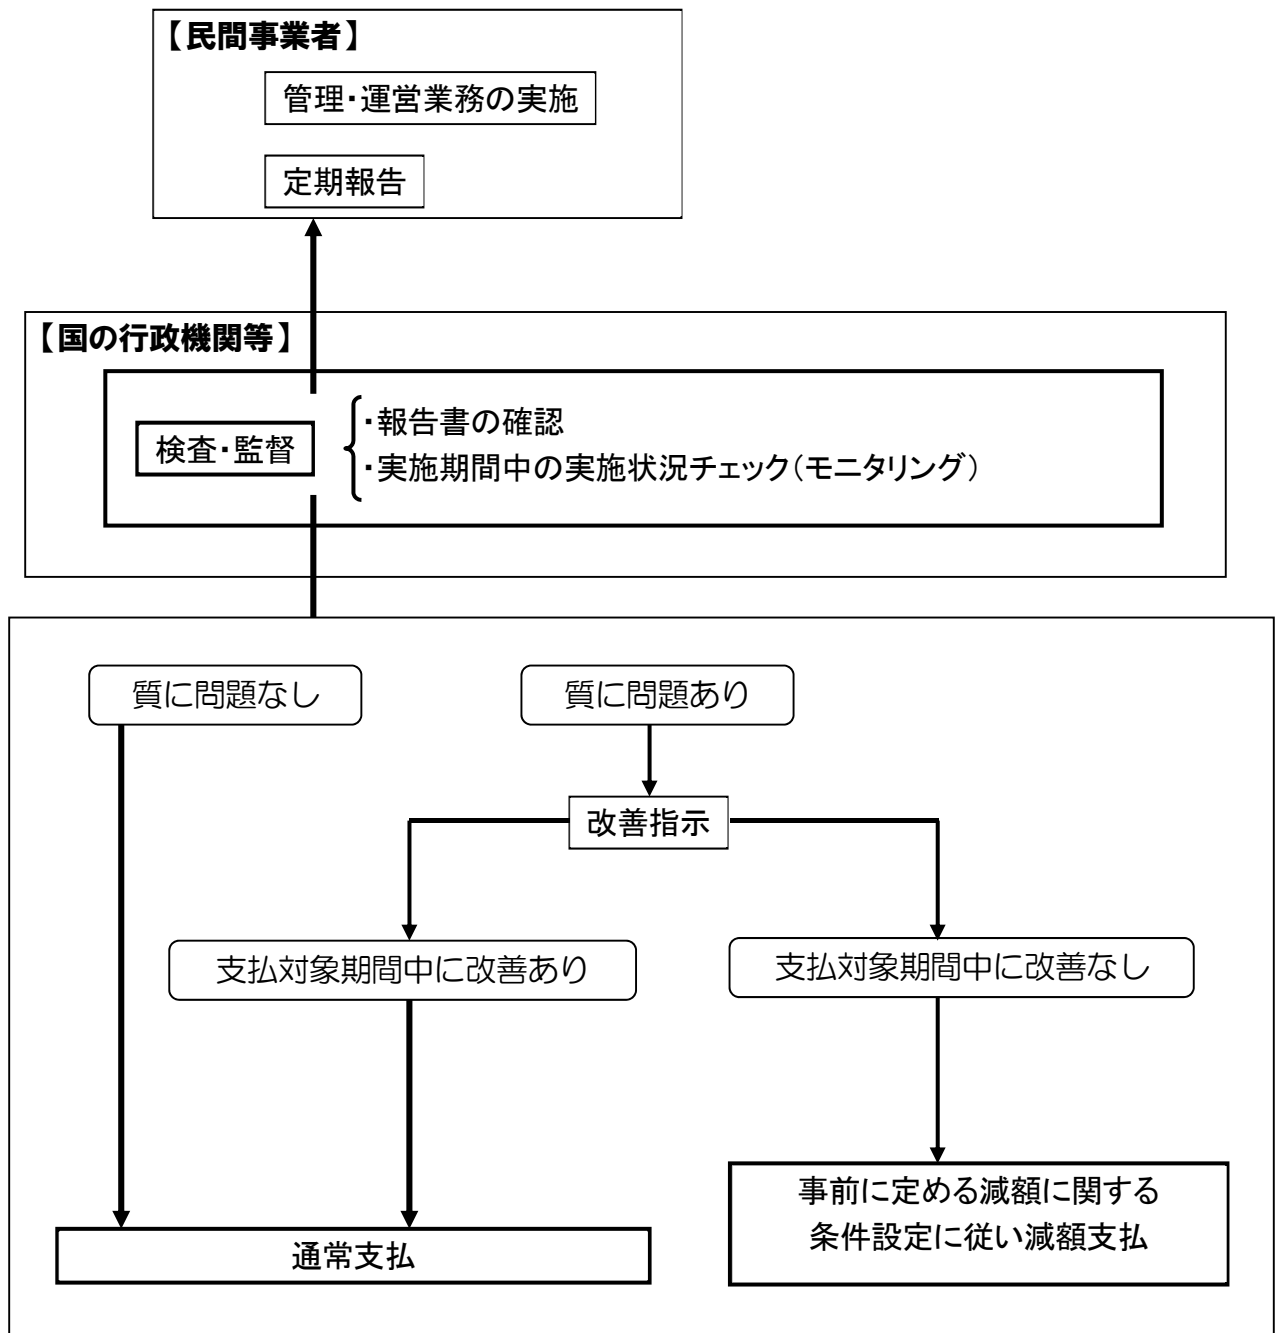 【民間事業者】
管理・運営業務の実施
定期報告
【国の行政機関等】
検査・監督
・報告書の確認
・実施期間中の実施状況チェック（モニタリング）
質に問題なし
質に問題あり
改善指示
支払対象期間中に改善あり
支払対象期間中に改善なし
事前に定める減額に関する
条件設定に従い減額支払
通常支払